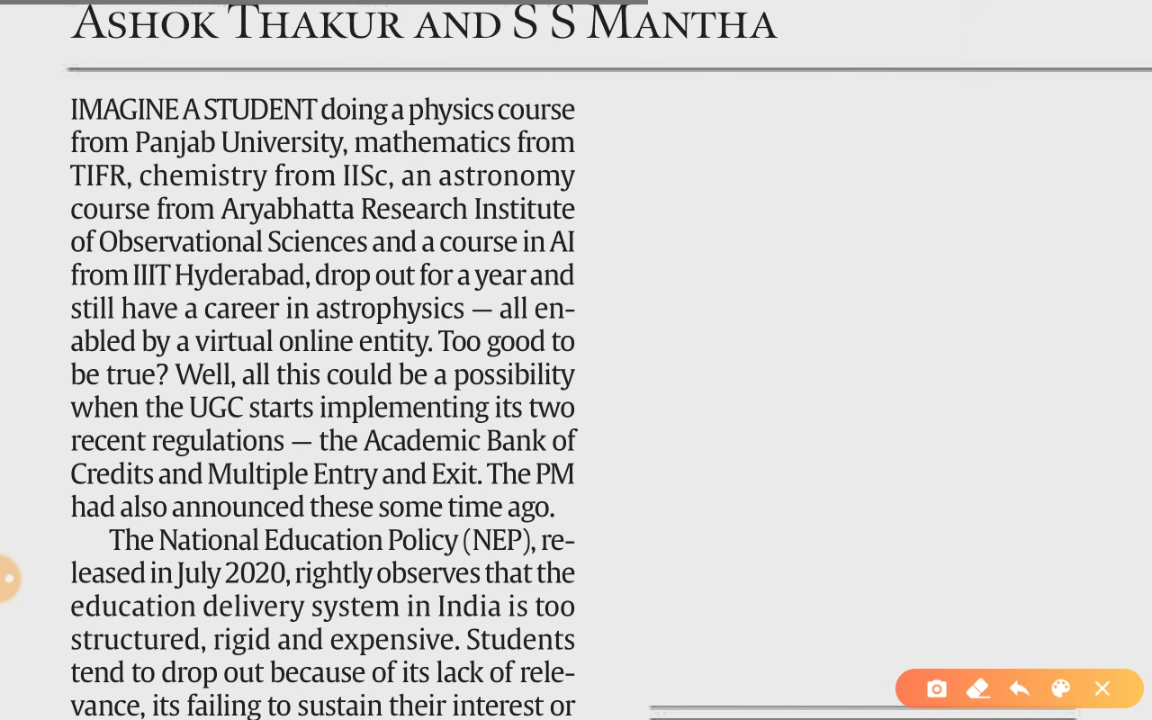 ASHOK THAKUR AND S S MANTHA
IMAGINE A STUDENT doing a physics course
from Panjab University, mathematics from
TIFR, chemistry from IISc, an astronomy
course from Aryabhatta Research Institute
of Observational Sciences and a course in AI
from IIIT Hyderabad, drop out for a year and
still have a career in astrophysics — all en-
abled by a virtual online entity. Too good to
be true? Well, all this could be a possibility
when the UGC starts implementing its two
recent regulations — the Academic Bank of
Credits and Multiple Entry and Exit. The PM
had also announced these some time ago.
The National Education Policy (NEP), re-
leased in July 2020, rightly observes that the
education delivery system in India is too
structured, rigid and expensive. Students
tend to drop out because of its lack of rele-
vance, its failing to sustain their interest or